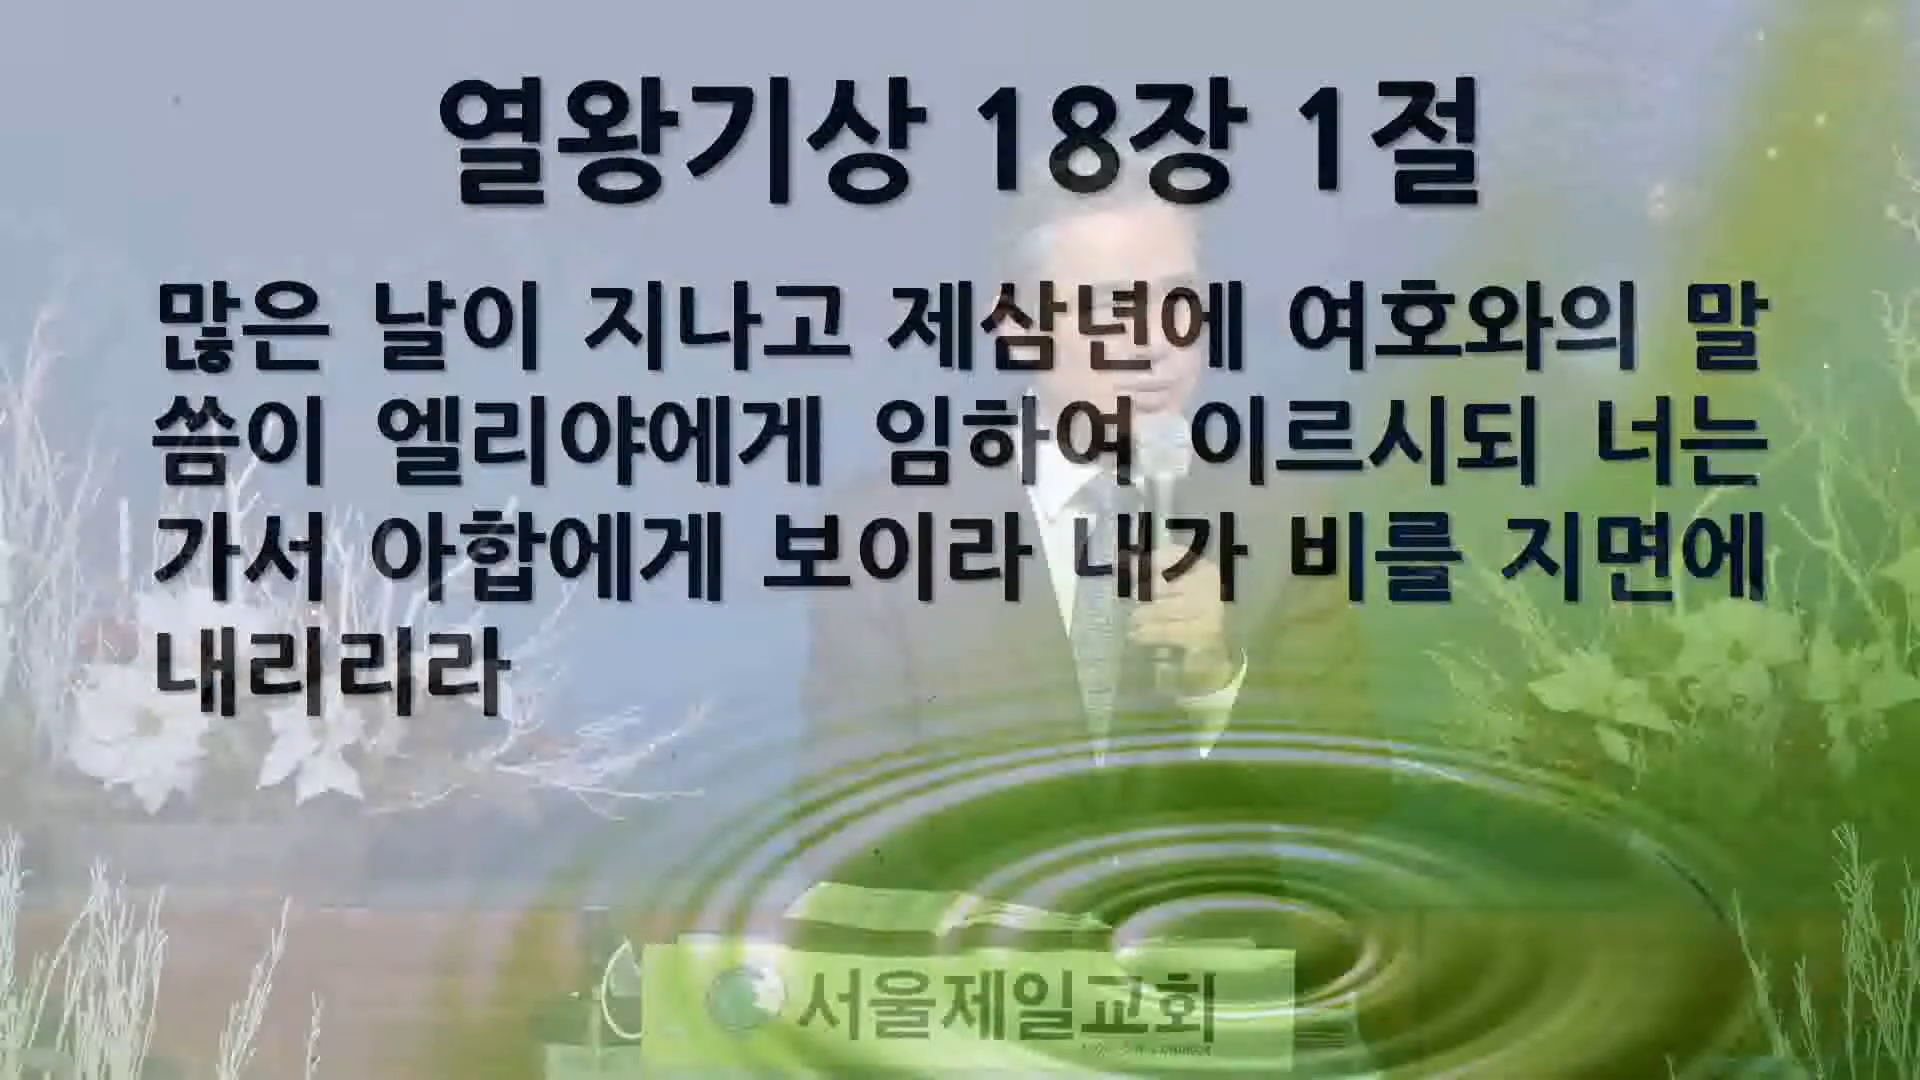 열왕기상 18장 1절
많은 날이 지나고 제삼년에 여호와의 말
씀이 엘리야에게 임하여 이르시되 너는
가서 아합에게 보이라 내가 비를 지면에
내리리라
서울제일교회